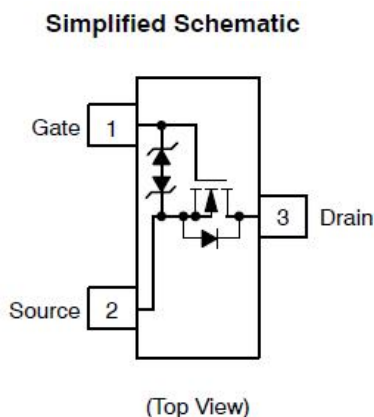 Simplified Schematic
Gate 1
3 Drain
Source 2
(Top View)